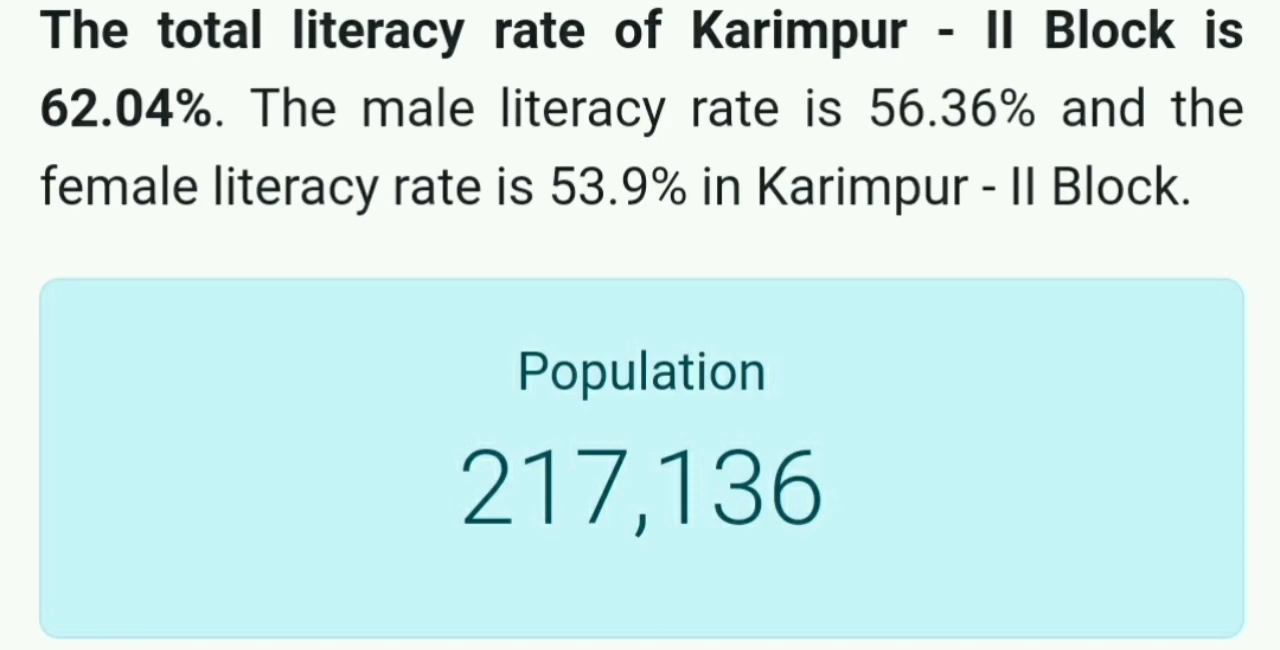 The total literacy rate of Karimpur - II Block is
62.04%. The male literacy rate is 56.36% and the
female literacy rate is 53.9% in Karimpur - II Block.
Population
217,136